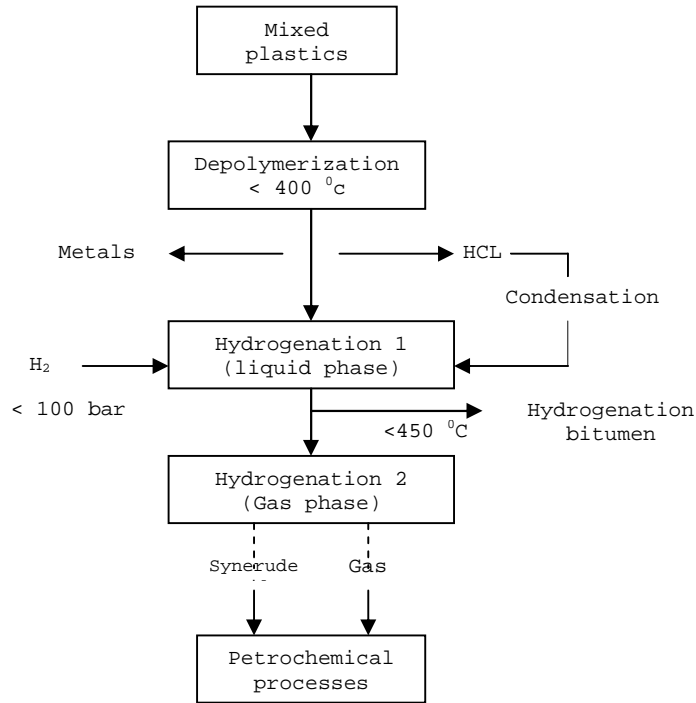 Mixed
plastics
Depolymerization
< 400 ⁰c
Metals
HCL
Condensation
Hydrogenation 1
(liquid phase)
H₂
< 100 bar
<450 ⁰C
Hydrogenation
bitumen
Hydrogenation 2
(Gas phase)
Synerude
Gas
Petrochemical
processes